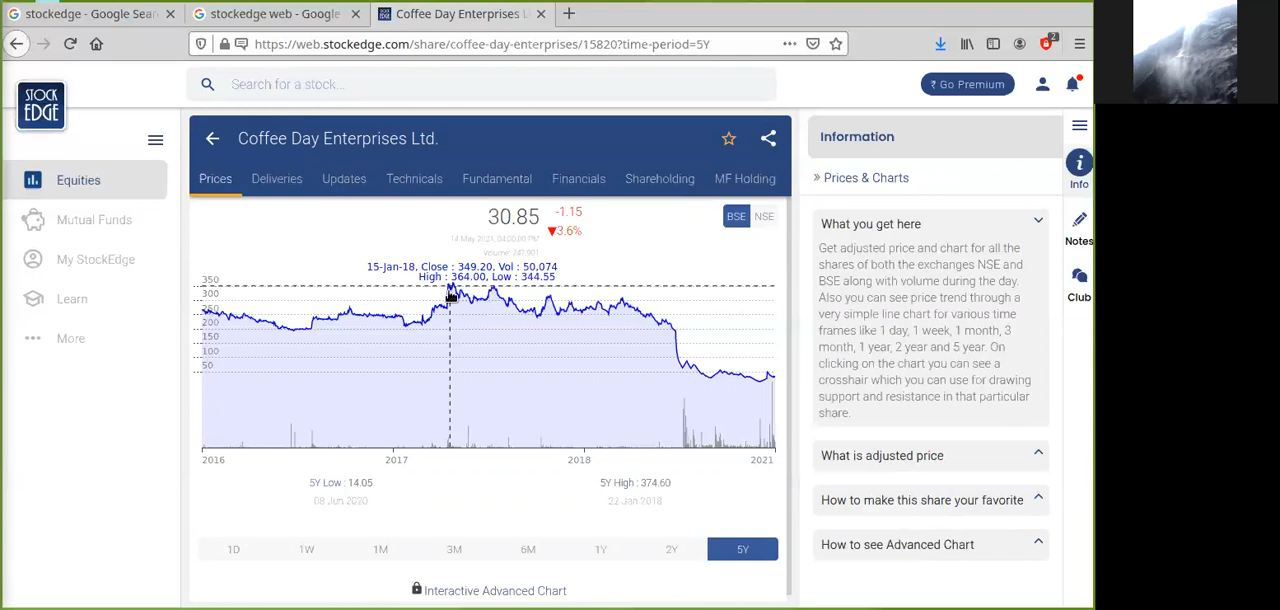 stockedge - Google Sear
stockedge web - Google
Coffee Day Enterprises L
https://web.stockedge.com/share/coffee-day-enterprises/15820?time-period=5Y
2
STOCK
EDGE
Search for a stock...
₹ Go Premium
Equities
Mutual Funds
My StockEdge
Learn
More
Coffee Day Enterprises Ltd.
Prices
Deliveries
Updates
Technicals
Fundamental
Financials
Shareholding
MF Holding
30.85
-1.15
▼3.6%
14 May 2021, 04:00:00 PM
BSE
NSE
15-Jan-18, Close : 349.20, Vol : 50,074
High : 364.00, Low : 344.55
350
300
250
200
150
100
50
2016
2017
2018
2021
5Y Low : 14.05
08 Jun 2020
5Y High : 374.60
22 Jan 2018
1D
1W
1M
3M
6M
1Y
2Y
5Y
Interactive Advanced Chart
Information
» Prices & Charts
What you get here
Get adjusted price and chart for all the
shares of both the exchanges NSE and
BSE along with volume during the day.
Also you can see price trend through a
very simple line chart for various time
frames like 1 day, 1 week, 1 month, 3
month, 1 year, 2 year and 5 year. On
clicking on the chart you can see a
crosshair which you can use for drawing
support and resistance in that particular
share.
What is adjusted price
How to make this share your favorite
How to see Advanced Chart
i
Info
Notes
Club